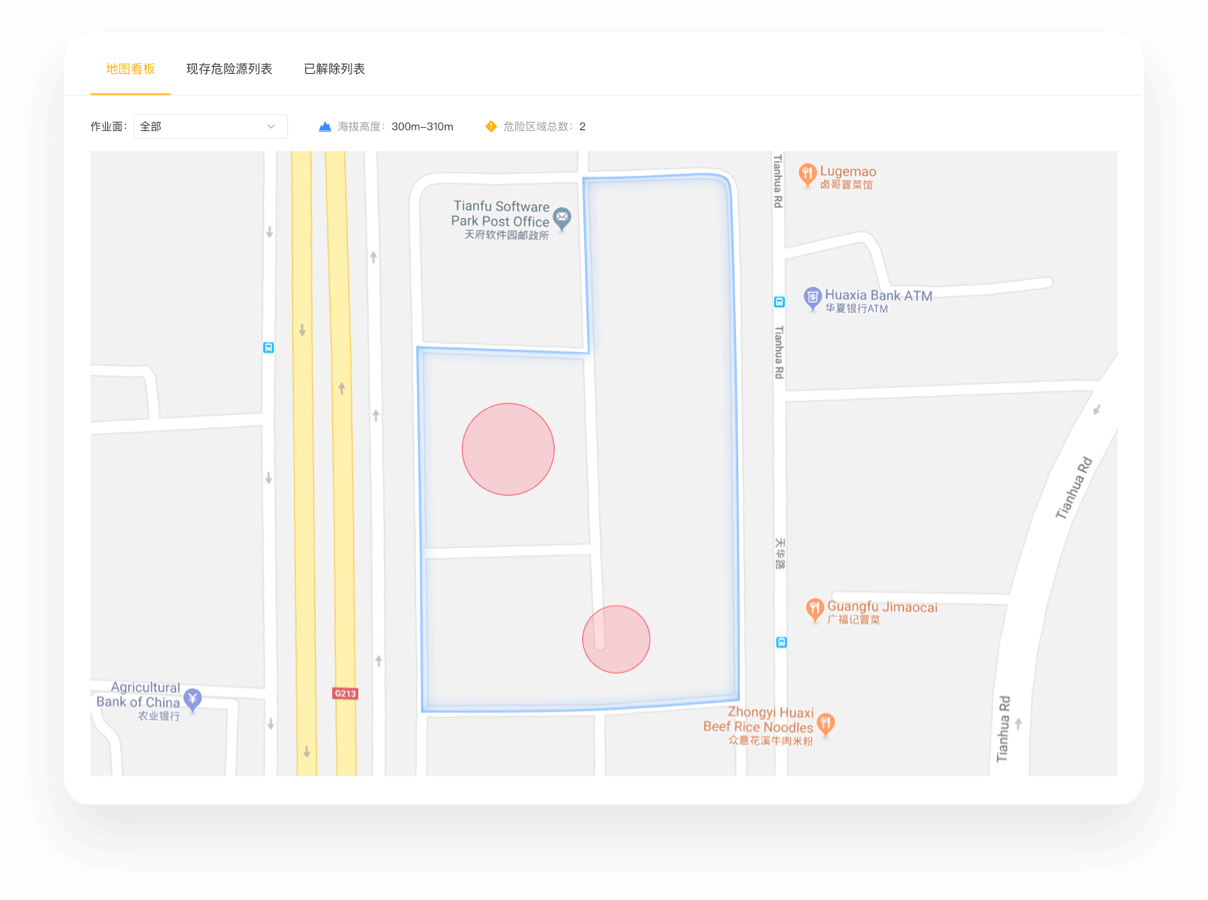 地图看板
现存危险源列表
已解除列表
作业面：
全部
海拔高度：
300m-310m
危险区域总数：
2
Tianhua Rd
Lugemao
卤哥冒菜馆
Tianfu Software
Park Post Office
天府软件园邮政所
Huaxia Bank ATM
华夏银行ATM
Tianhua Rd
Tianhua Rd
天华路
Guangfu Jimaocai
广福记冒菜
Agricultural
Bank of China
农业银行
G213
Zhongyi Huaxi
Beef Rice Noodles
众意花溪牛肉米粉
Tianhua Rd